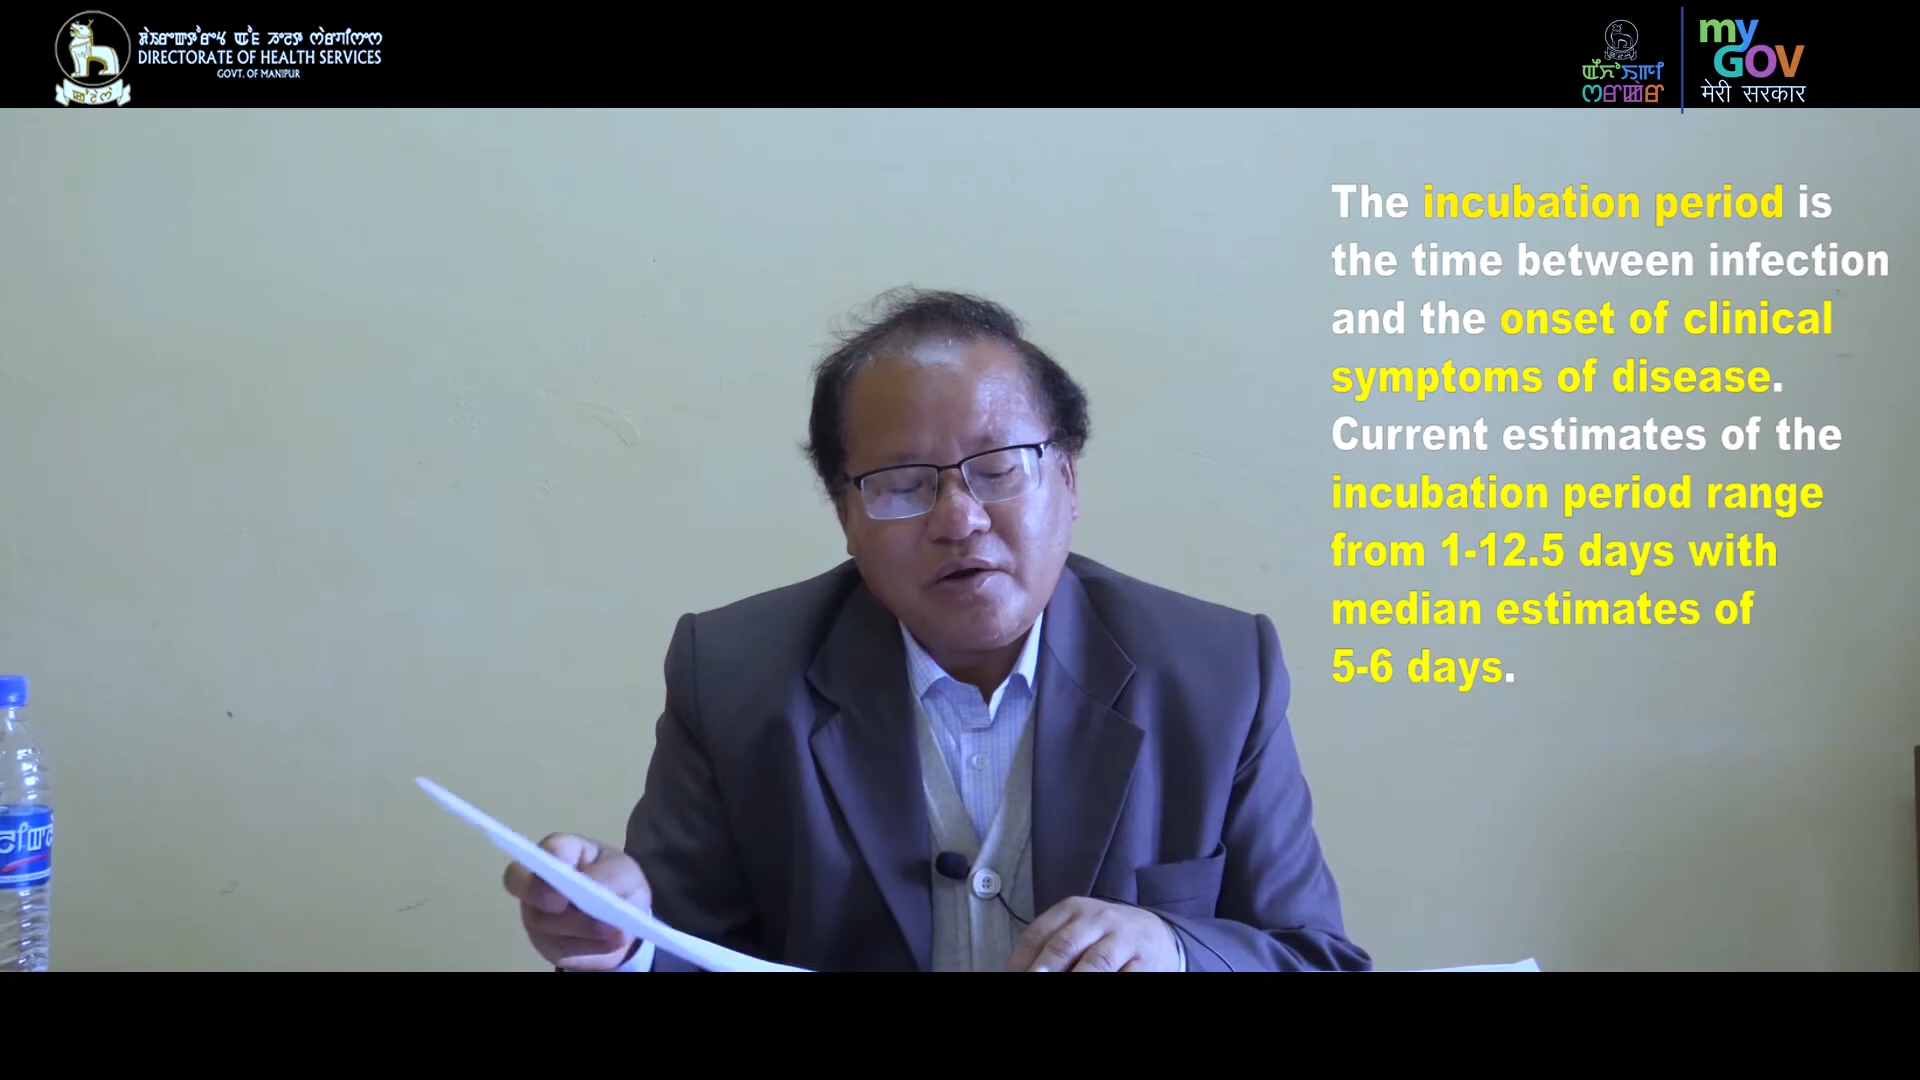 DIRECTORATE OF HEALTH SERVICES
GOVT. OF MANIPUR
my
GOV
मेरी सरकार
The incubation period is
the time between infection
and the onset of clinical
symptoms of disease.
Current estimates of the
incubation period range
from 1-12.5 days with
median estimates of
5-6 days.